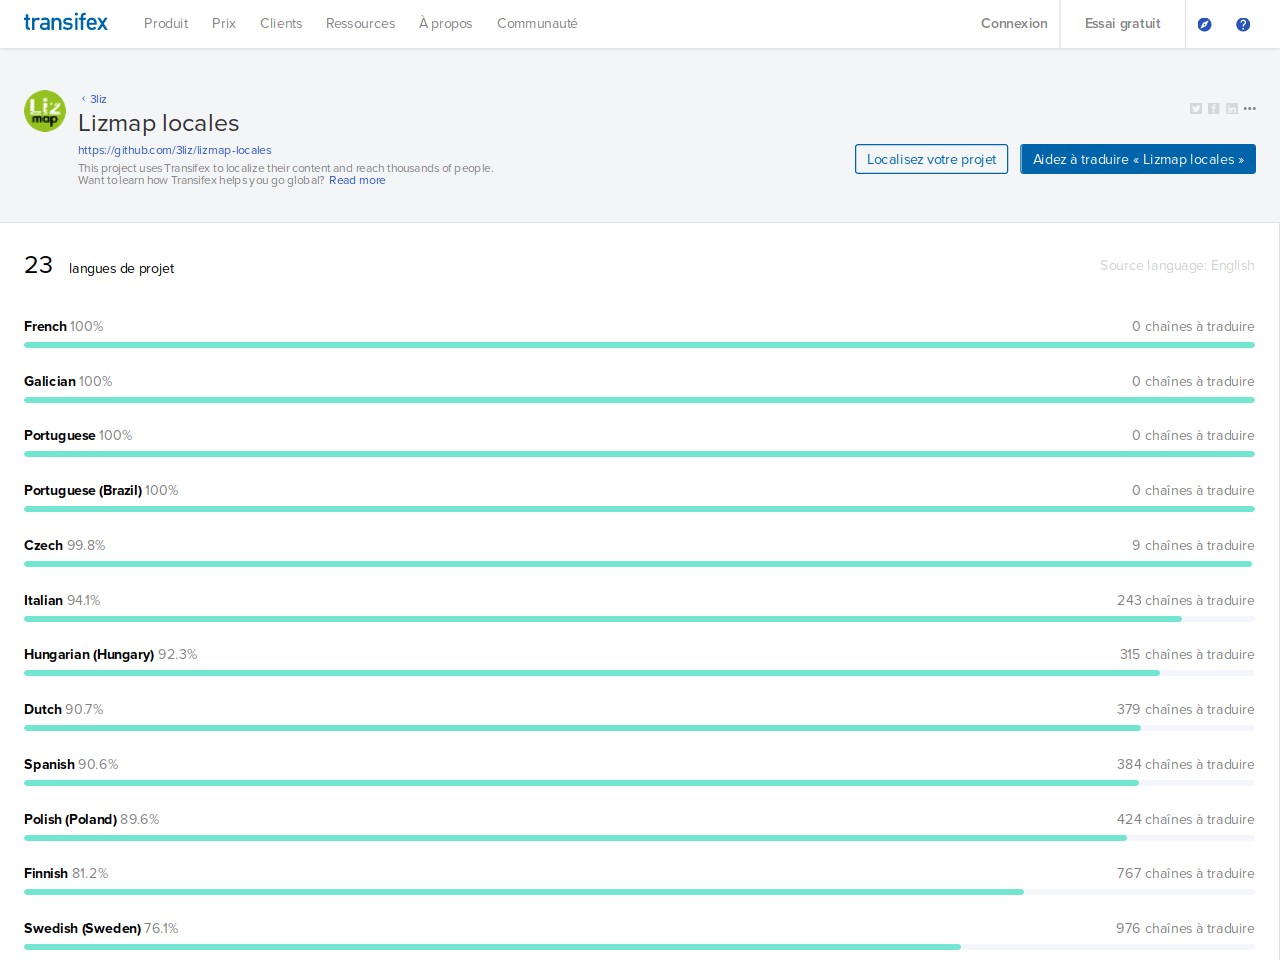 transifex Produit Prix Clients Ressources À propos Communauté Connexion Essai gratuit
Liz map
‹ 3liz
Lizmap locales
https://github.com/3liz/lizmap-locales
This project uses Transifex to localize their content and reach thousands of people.
Want to learn how Transifex helps you go global? Read more
Localisez votre projet Aidez à traduire « Lizmap locales »
23 langues de projet Source language: English
French 100% 0 chaînes à traduire
Galician 100% 0 chaînes à traduire
Portuguese 100% 0 chaînes à traduire
Portuguese (Brazil) 100% 0 chaînes à traduire
Czech 99.8% 9 chaînes à traduire
Italian 94.1% 243 chaînes à traduire
Hungarian (Hungary) 92.3% 315 chaînes à traduire
Dutch 90.7% 379 chaînes à traduire
Spanish 90.6% 384 chaînes à traduire
Polish (Poland) 89.6% 424 chaînes à traduire
Finnish 81.2% 767 chaînes à traduire
Swedish (Sweden) 76.1% 976 chaînes à traduire